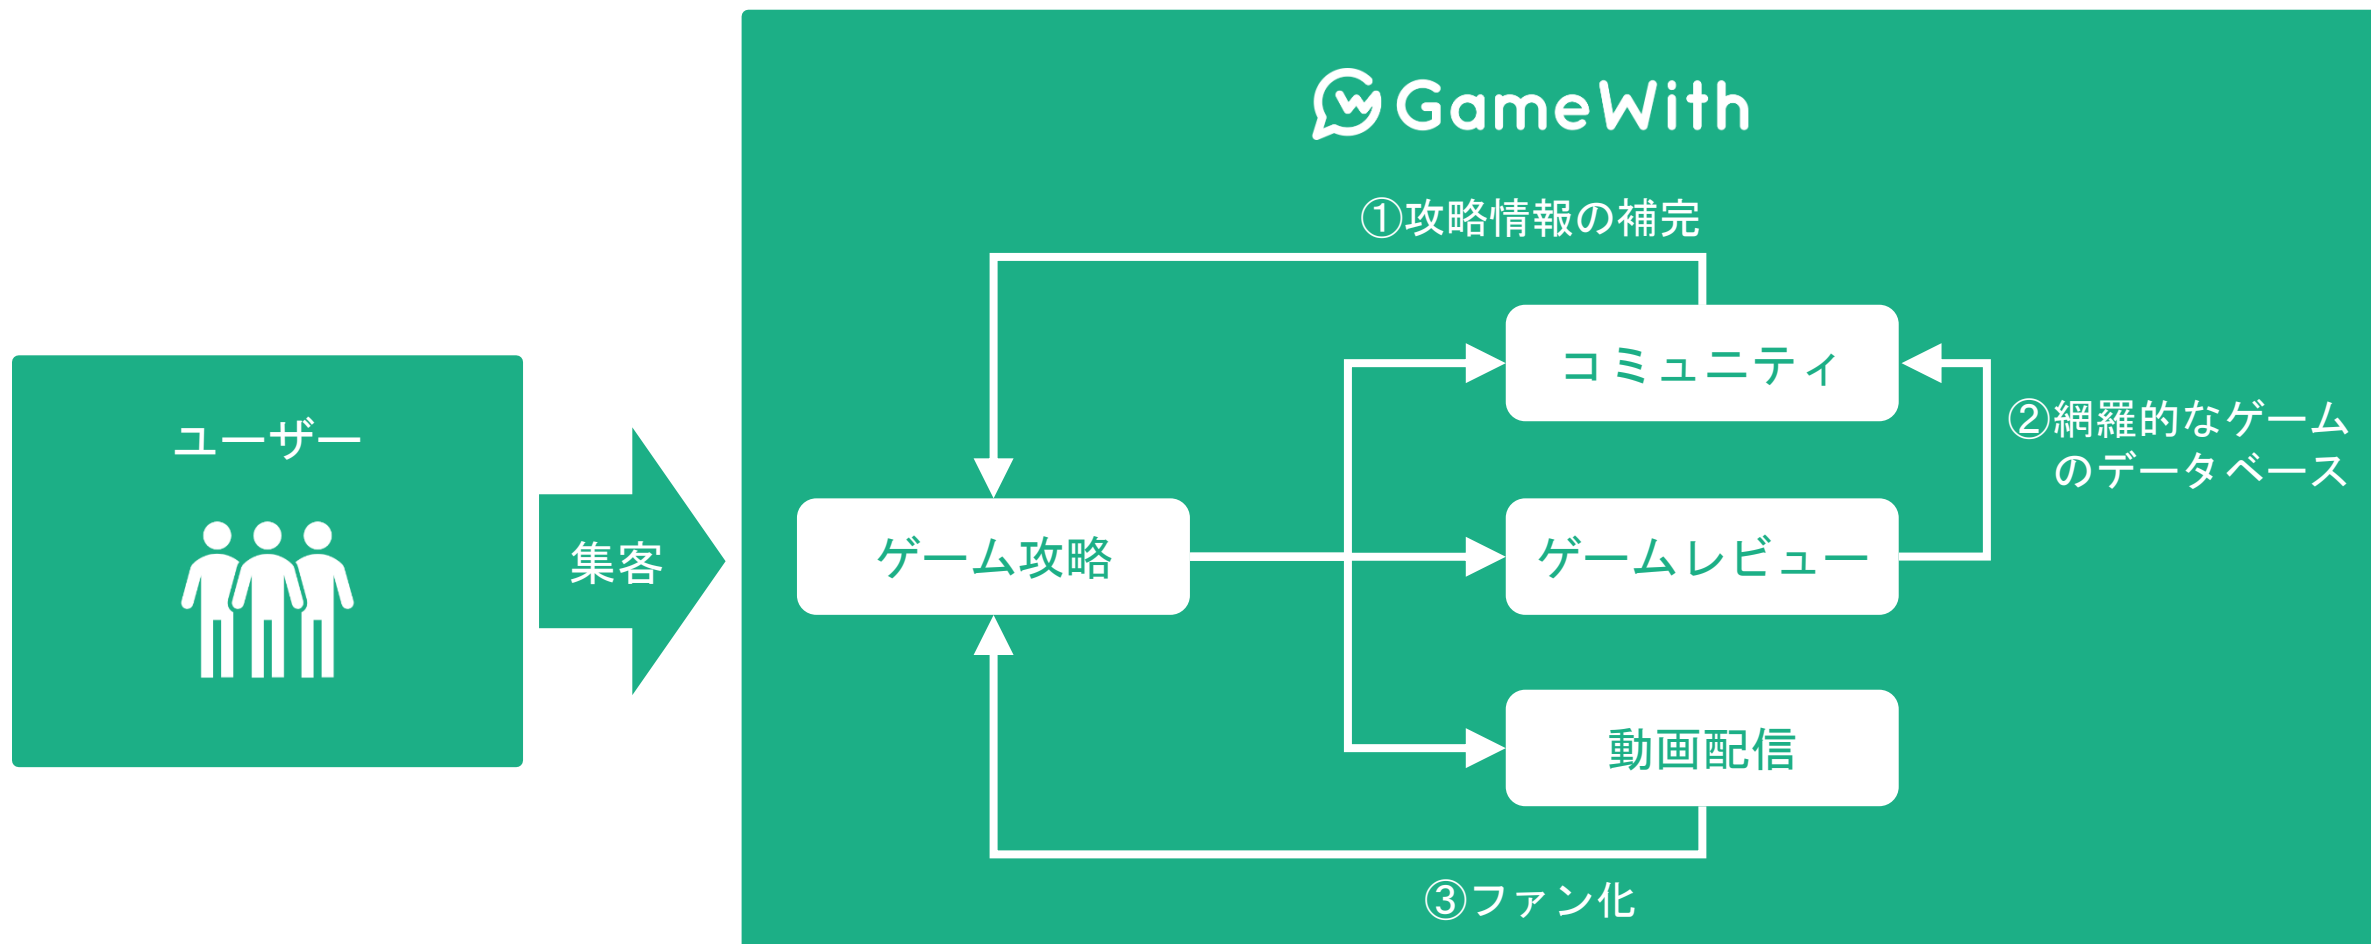 GameWith
①攻略情報の補完
コミュニティ
②網羅的なゲーム
のデータベース
ユーザー
集客
ゲーム攻略
ゲームレビュー
動画配信
③ファン化